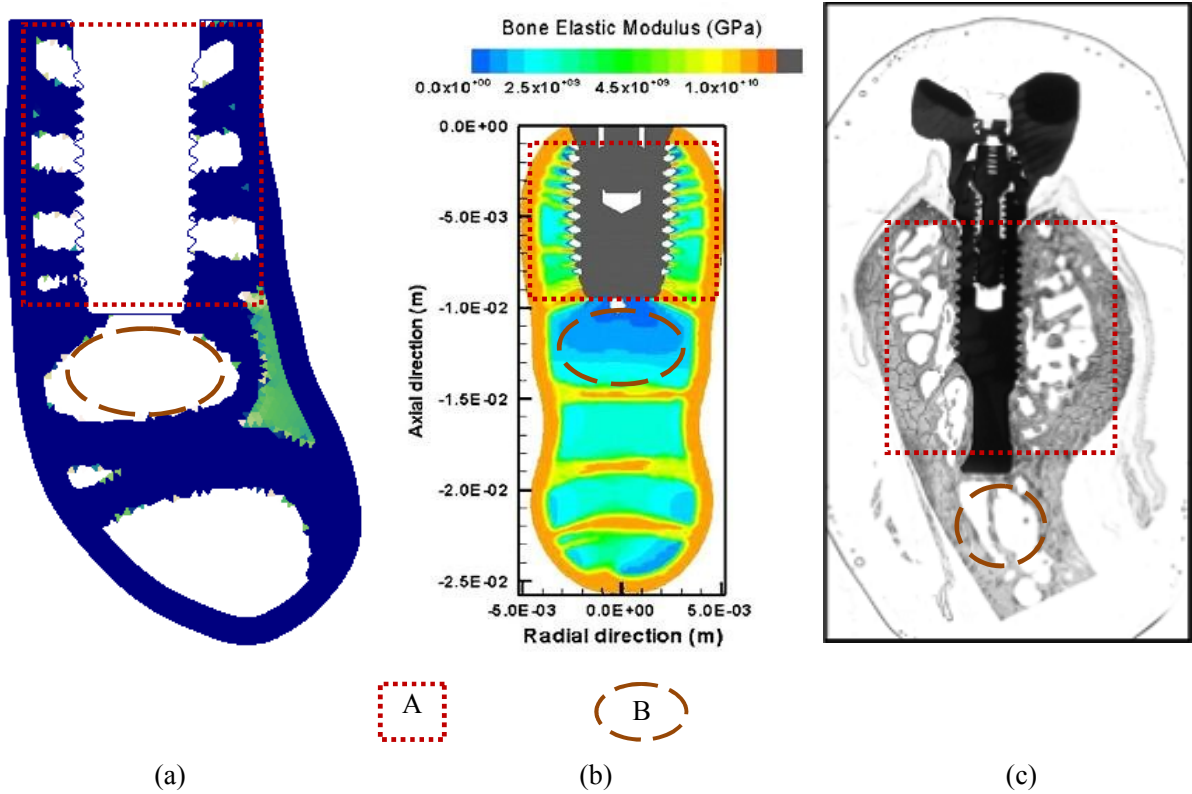 Bone Elastic Modulus (GPa)
0.0x10⁺⁰⁰ 2.5x10⁺⁰⁹ 4.5x10⁺⁰⁹ 1.0x10⁺¹⁰
0.0E+00
-5.0E-03
-1.0E-02
-1.5E-02
-2.0E-02
-2.5E-02
Axial direction (m)
-5.0E-03 0.0E+00 5.0E-03
Radial direction (m)
A B
(a) (b) (c)